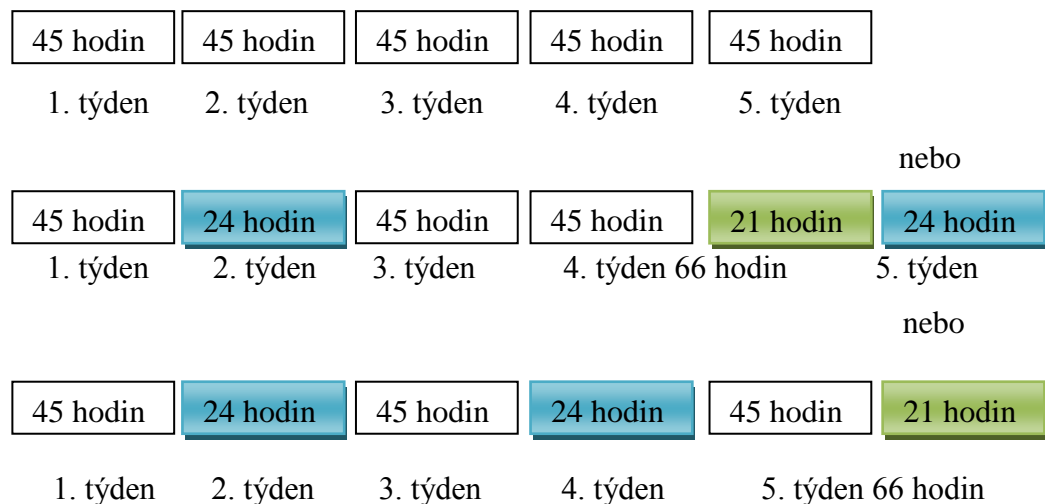 45 hodin 45 hodin 45 hodin 45 hodin 45 hodin
1. týden 2. týden 3. týden 4. týden 5. týden
nebo
45 hodin 24 hodin 45 hodin 45 hodin 21 hodin 24 hodin
1. týden 2. týden 3. týden 4. týden 66 hodin 5. týden
nebo
45 hodin 24 hodin 45 hodin 24 hodin 45 hodin 21 hodin
1. týden 2. týden 3. týden 4. týden 5. týden 66 hodin